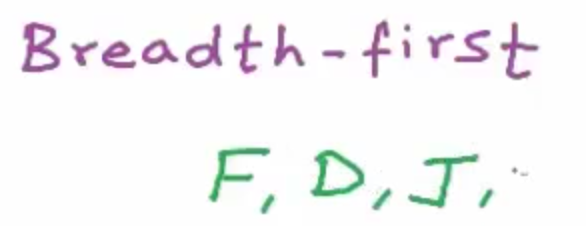 Breadth-first
F, D, J,